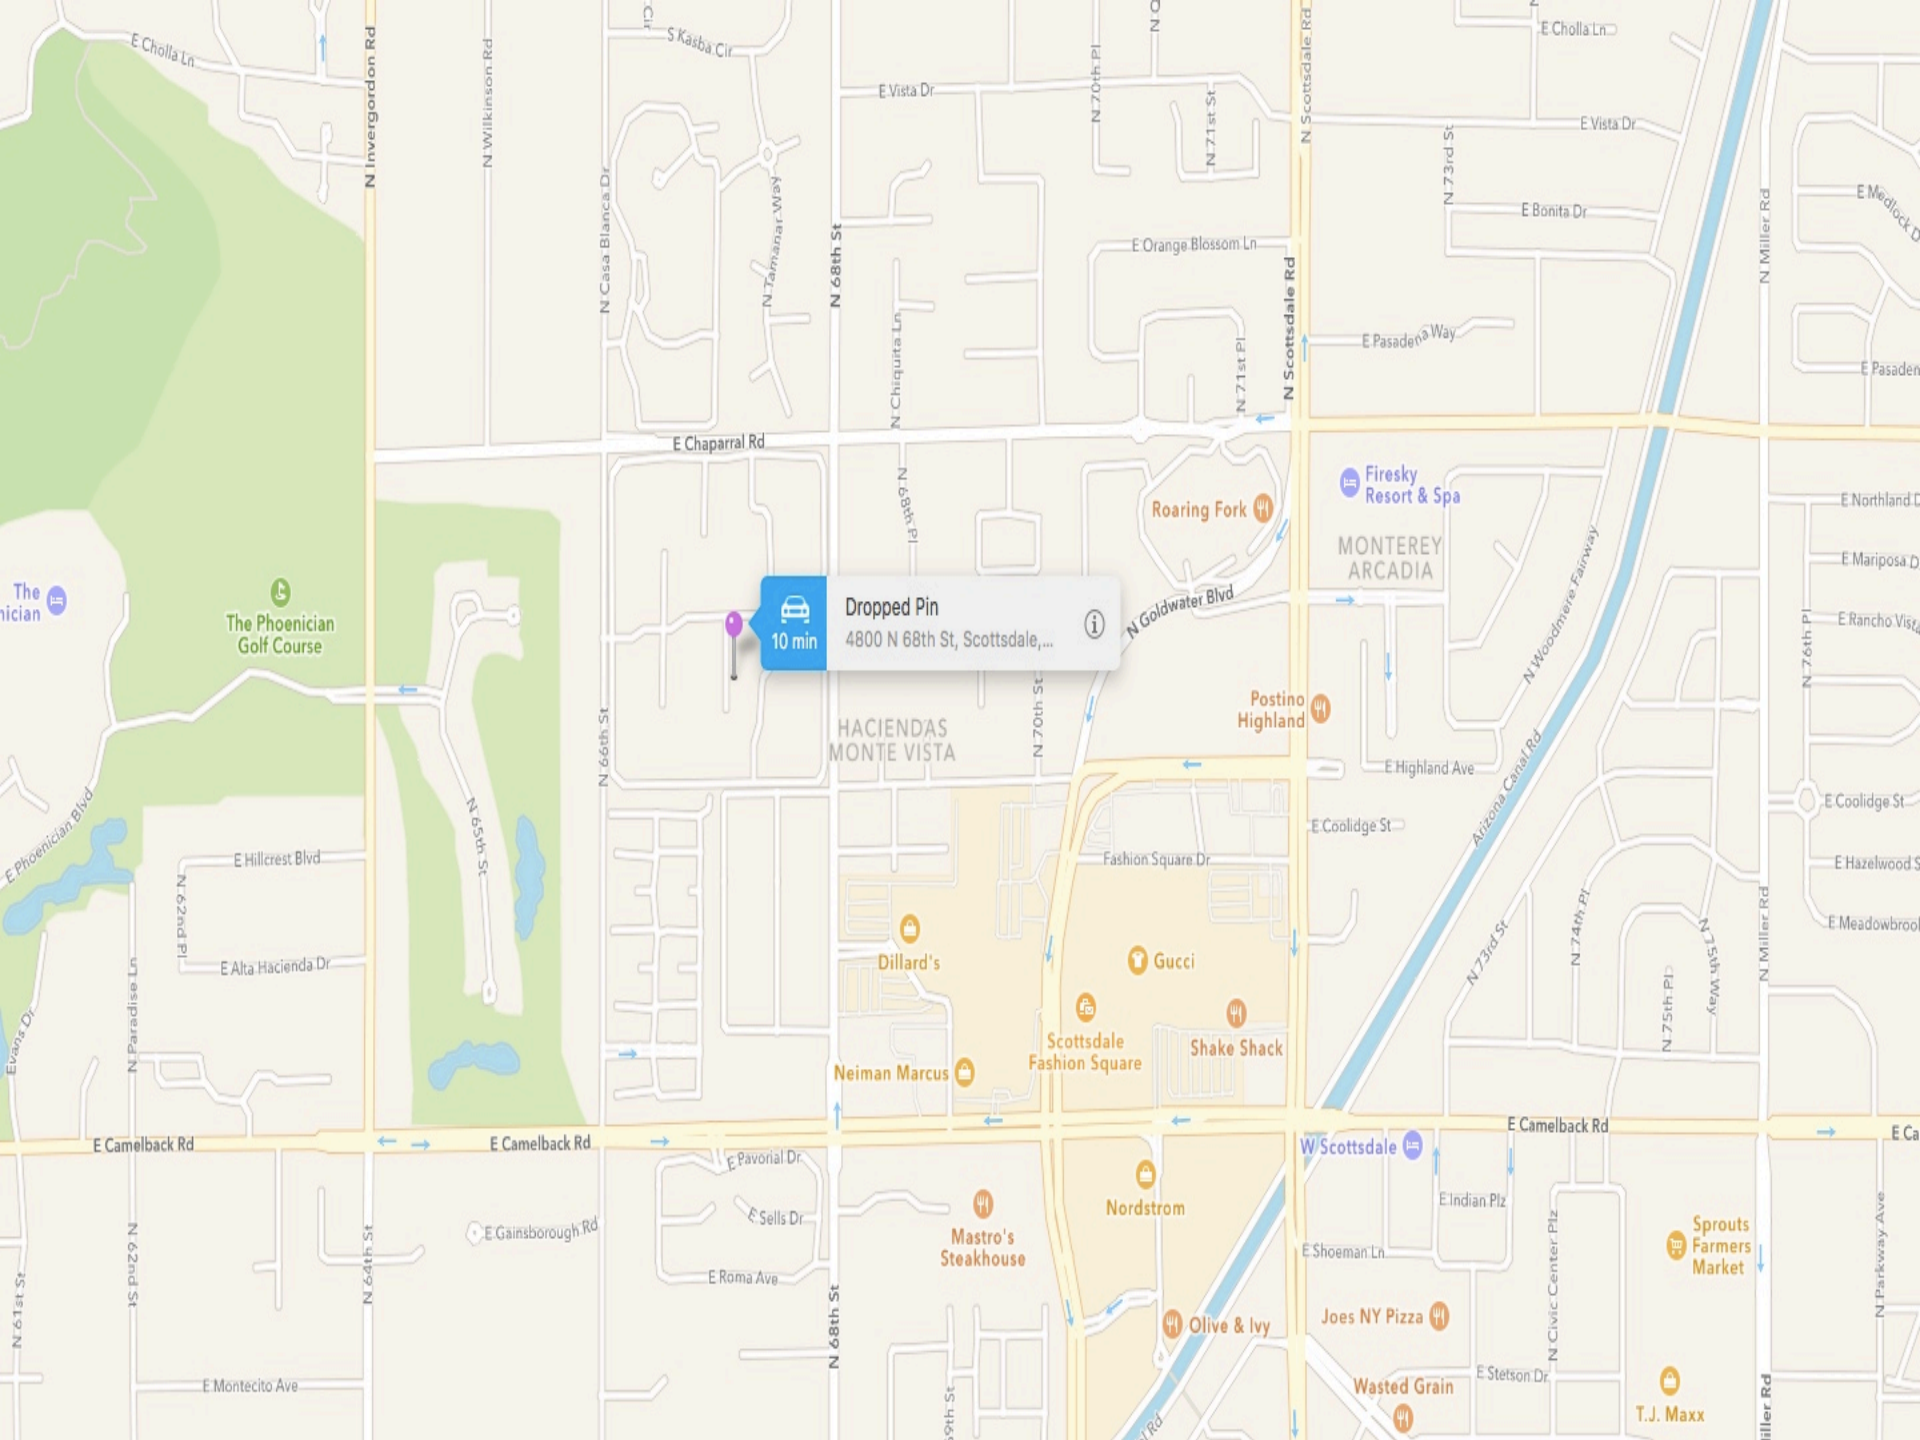 E Cholla Ln
N Invergordon Rd
N Wilkinson Rd
S Kasba Cir
Cir
E Vista Dr
N 70th Pl
N 71st St
N Scottsdale Rd
E Cholla Ln
E Vista Dr
N 73rd St
E Bonita Dr
N Miller Rd
E Medlock D
N Casa Blanca Dr
N Tamanar Way
N 68th St
E Orange Blossom Ln
N Scottsdale Rd
N Chiquita Ln
N 71st Pl
E Pasadena Way
E Pasaden
E Chaparral Rd
N 68th Pl
Roaring Fork
Firesky
Resort & Spa
MONTEREY
ARCADIA
E Northland D
E Mariposa D
E Rancho Vista
N 76th Pl
N Woodmere Fairway
The
nician
The Phoenician
Golf Course
10 min
Dropped Pin
4800 N 68th St, Scottsdale,...
N Goldwater Blvd
Postino
Highland
N 66th St
HACIENDAS
MONTE VISTA
N 70th St
E Highland Ave
Arizona Canal Rd
E Coolidge St
E Coolidge St
E Phoenician Blvd
N 65th St
E Hillcrest Blvd
N 62nd Pl
E Alta Hacienda Dr
Fashion Square Dr
E Hazelwood S
E Meadowbrook
Dillard's
Gucci
N 73rd St
N 74th Pl
N 75th Way
N 75th Pl
N Miller Rd
Evans Dr
N Paradise Ln
Scottsdale
Fashion Square
Shake Shack
Neiman Marcus
E Camelback Rd
E Camelback Rd
E Camelback Rd
E Ca
W Scottsdale
E Pavorial Dr
E Sells Dr
E Gainsborough Rd
E Roma Ave
Nordstrom
Mastro's
Steakhouse
E Indian Plz
E Shoeman Ln
Sprouts
Farmers
Market
N Parkway Ave
N Civic Center Plz
N 61st St
N 62nd St
N 64th St
N 68th St
Olive & Ivy
Joes NY Pizza
E Montecito Ave
Wasted Grain
E Stetson Dr
T.J. Maxx
69th St
iller Rd